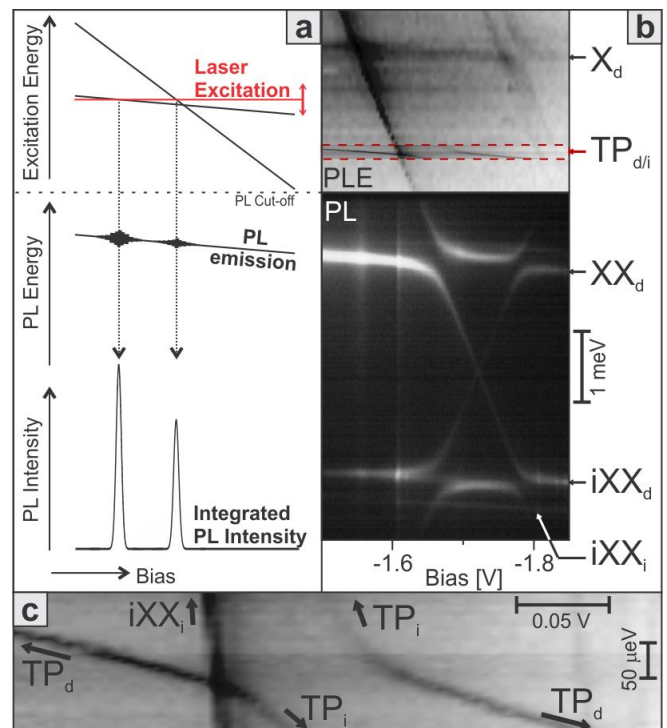 a
Excitation Energy
Laser
Excitation
PL Cut-off
PL Energy
PL
emission
PL Intensity
Integrated
PL Intensity
Bias
b
X_d
TP_d/i
PLE
PL
XX_d
1 meV
iXX_d
iXX_i
-1.6
-1.8
Bias [V]
c
iXX_i
TP_i
0.05 V
50 µeV
TP_d
TP_i
TP_d